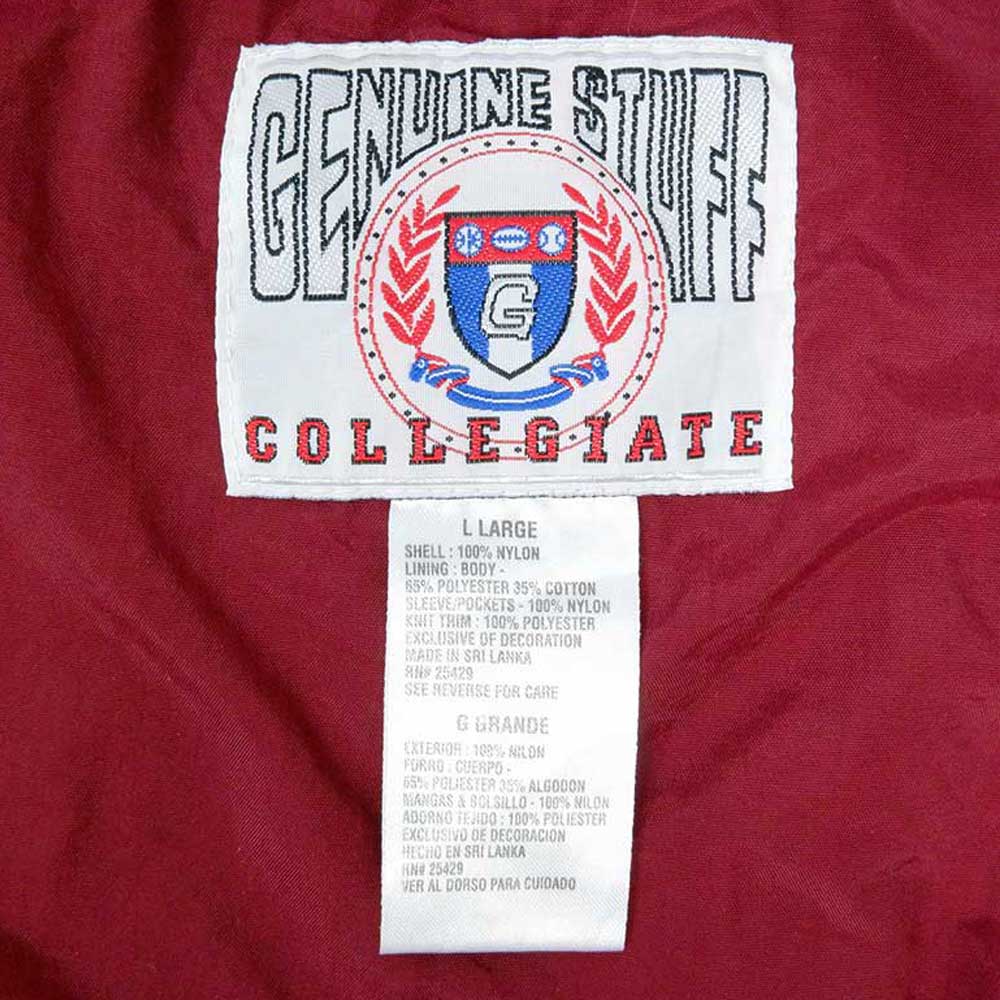 GENUINE STUFF
G
COLLEGIATE
L LARGE
SHELL : 100% NYLON
LINING : BODY -
65% POLYESTER 35% COTTON
SLEEVE/POCKETS - 100% NYLON
KNIT TRIM : 100% POLYESTER
EXCLUSIVE OF DECORATION
MADE IN SRI LANKA
RN# 25429
SEE REVERSE FOR CARE
G GRANDE
EXTERIOR : 100% NILON
FORRO : CUERPO -
65% POLIESTER 35% ALGODON
MANGAS & BOLSILLO - 100% NILON
ADORNO TEJIDO : 100% POLIESTER
EXCLUSIVO DE DECORACION
HECHO EN SRI LANKA
RN# 25429
VER AL DORSO PARA CUIDADO